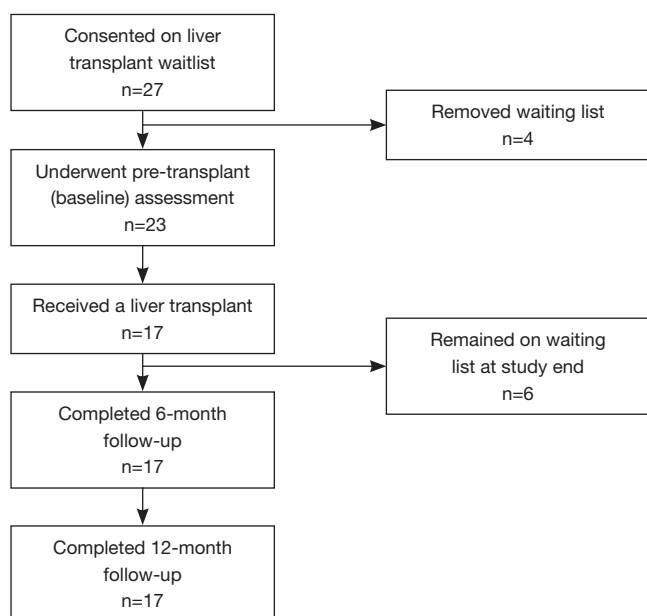 Consented on liver
transplant waitlist
n=27
Removed waiting list
n=4
Underwent pre-transplant
(baseline) assessment
n=23
Received a liver transplant
n=17
Remained on waiting
list at study end
n=6
Completed 6-month
follow-up
n=17
Completed 12-month
follow-up
n=17